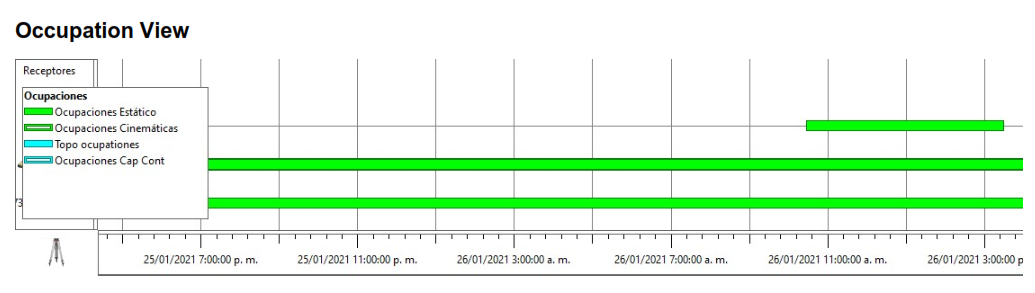 Occupation View
Receptores
Ocupaciones
Ocupaciones Estático
Ocupaciones Cinemáticas
Topo ocupationes
Ocupaciones Cap Cont
25/01/2021 7:00:00 p. m.
25/01/2021 11:00:00 p. m.
26/01/2021 3:00:00 a. m.
26/01/2021 7:00:00 a. m.
26/01/2021 11:00:00 a. m.
26/01/2021 3:00:00 p